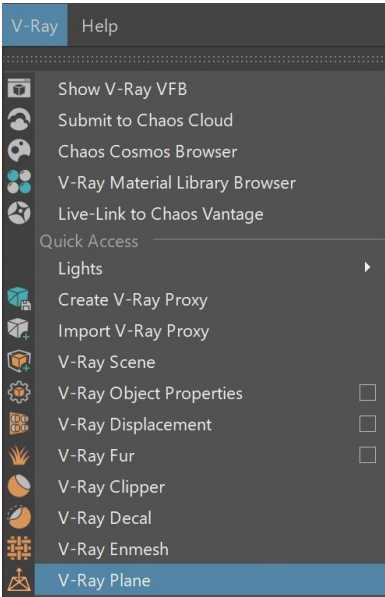 V-Ray Help
Show V-Ray VFB
Submit to Chaos Cloud
Chaos Cosmos Browser
V-Ray Material Library Browser
Live-Link to Chaos Vantage
Quick Access
Lights
Create V-Ray Proxy
Import V-Ray Proxy
V-Ray Scene
V-Ray Object Properties
V-Ray Displacement
V-Ray Fur
V-Ray Clipper
V-Ray Decal
V-Ray Enmesh
V-Ray Plane